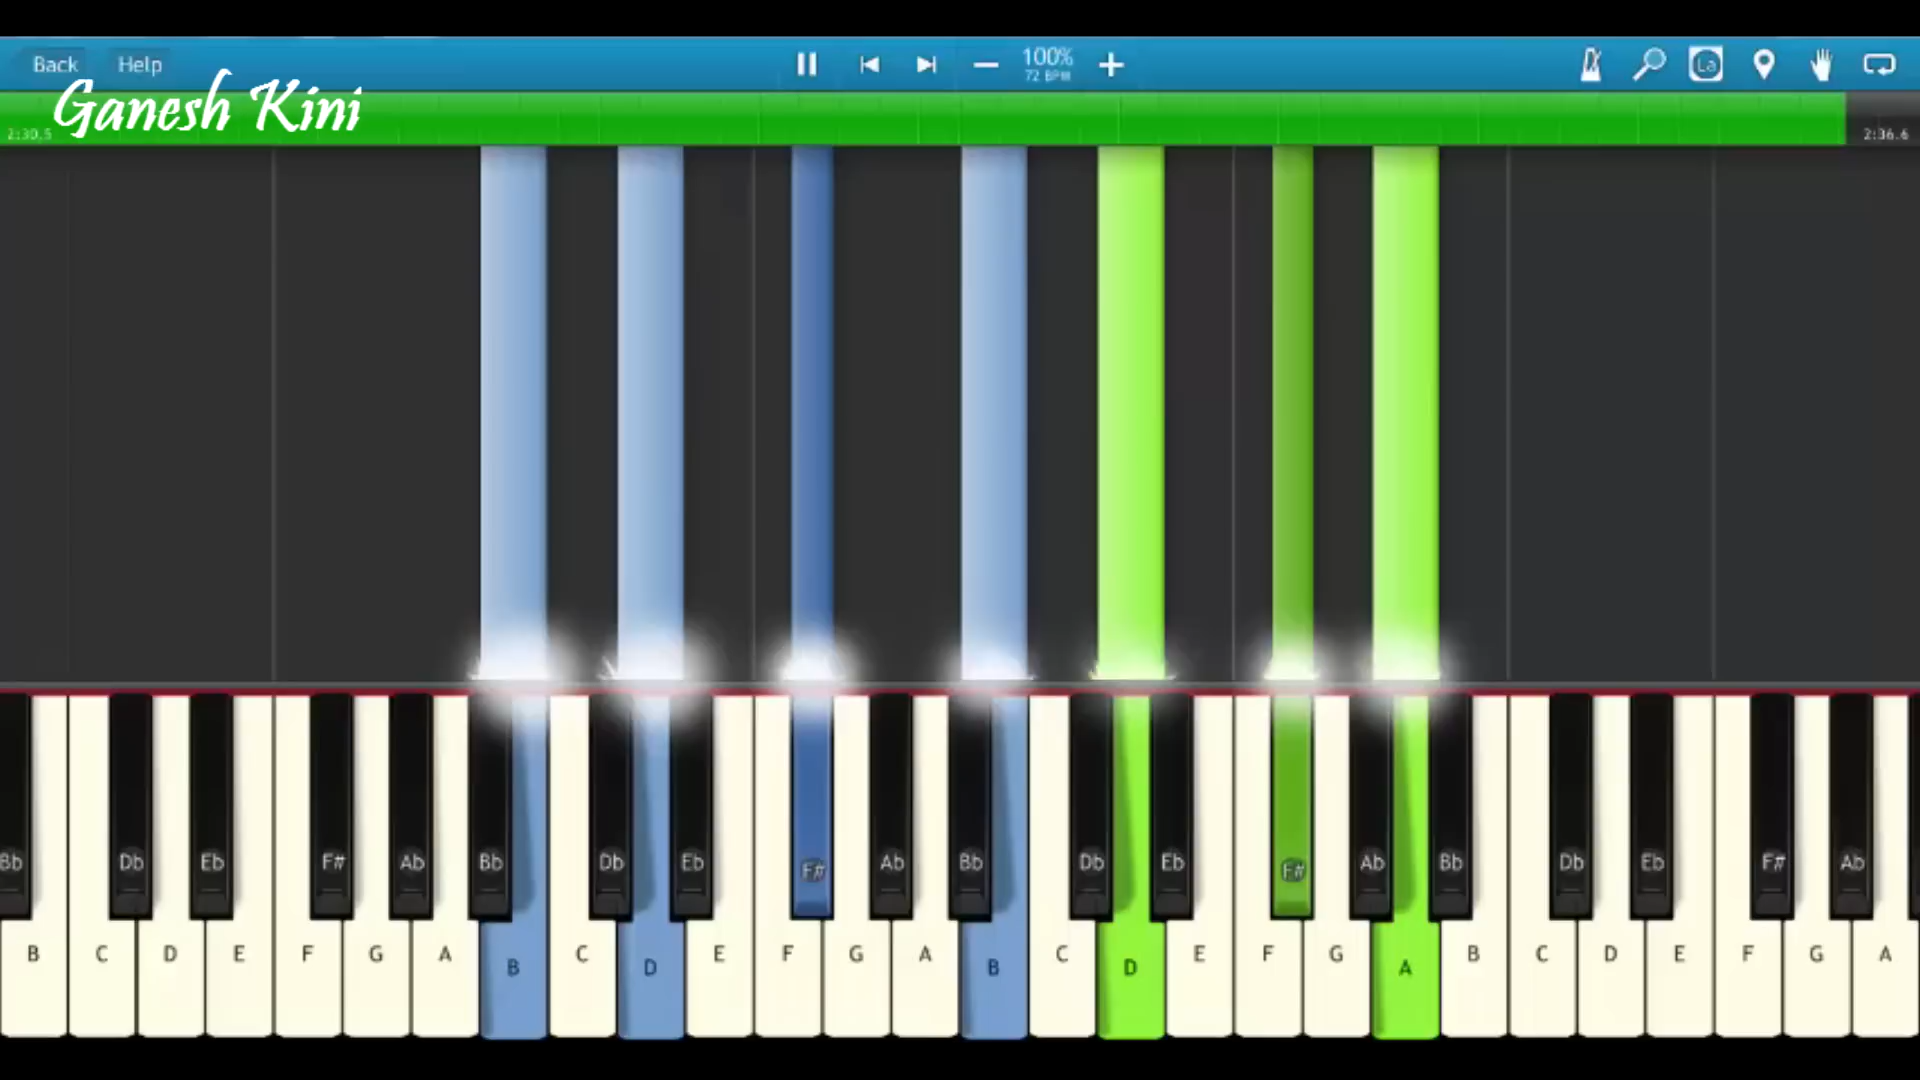 Back Help 100% La
72 BPM
Ganesh Kini
2:30.5 2:36.6
Bb Db Eb F# Ab Bb Db Eb F# Ab Bb Db Eb F# Ab Bb Db Eb F# Ab
B C D E F G A B C D E F G A B C D E F G A B C D E F G A